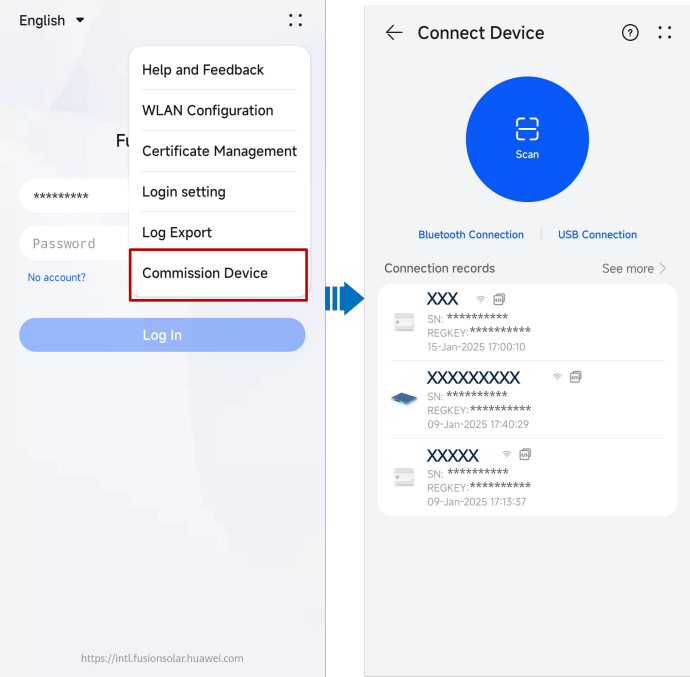 English
Help and Feedback
WLAN Configuration
Certificate Management
Login setting
Log Export
Commission Device
*********
Password
No account?
Log In
https://intl.fusionsolar.huawei.com
Connect Device
Scan
Bluetooth Connection
USB Connection
Connection records
See more
XXX
SN: **********
REGKEY:**********
15-Jan-2025 17:00:10
XXXXXXXXX
SN: **********
REGKEY:**********
09-Jan-2025 17:40:29
XXXXX
SN: **********
REGKEY:**********
09-Jan-2025 17:13:37